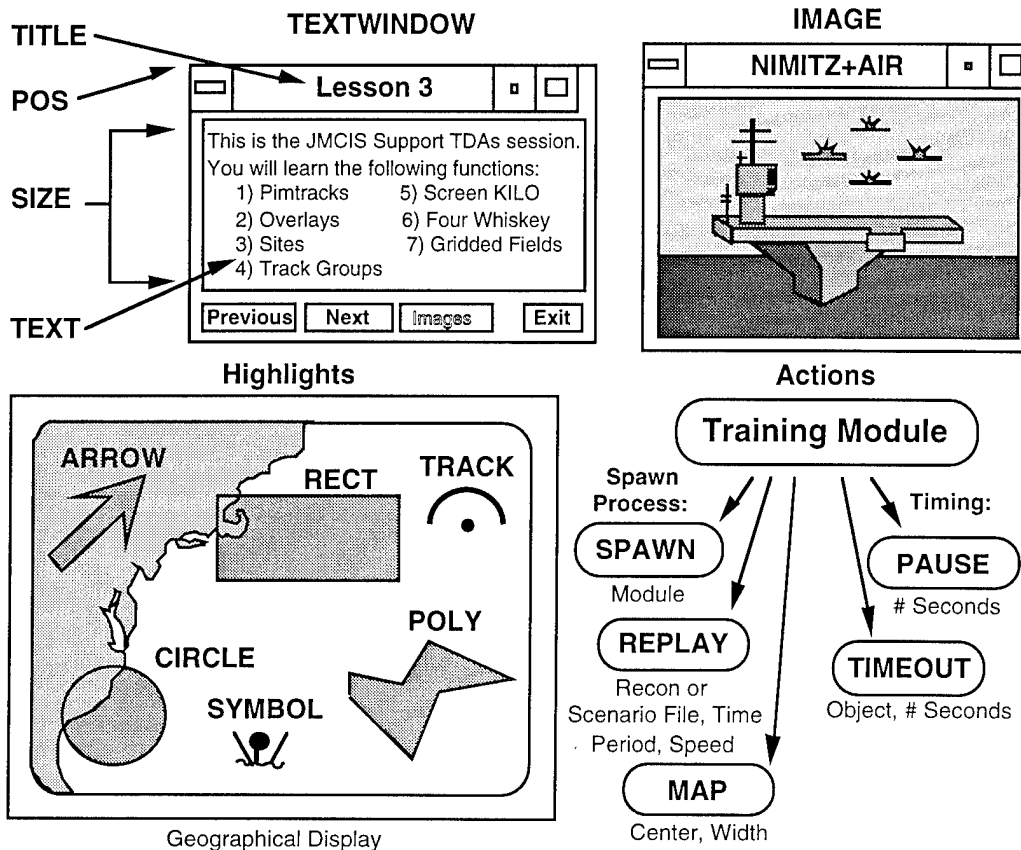 TEXTWINDOW
TITLE
POS
SIZE
TEXT
Lesson 3
This is the JMCIS Support TDAs session.
You will learn the following functions:
1) Pimtracks 5) Screen KILO
2) Overlays 6) Four Whiskey
3) Sites 7) Gridded Fields
4) Track Groups
Previous Next Images Exit
IMAGE
NIMITZ+AIR
Highlights
ARROW
RECT
TRACK
POLY
CIRCLE
SYMBOL
Geographical Display
Actions
Training Module
Spawn
Process:
SPAWN
Module
REPLAY
Recon or
Scenario File, Time
Period, Speed
MAP
Center, Width
Timing:
PAUSE
# Seconds
TIMEOUT
Object, # Seconds